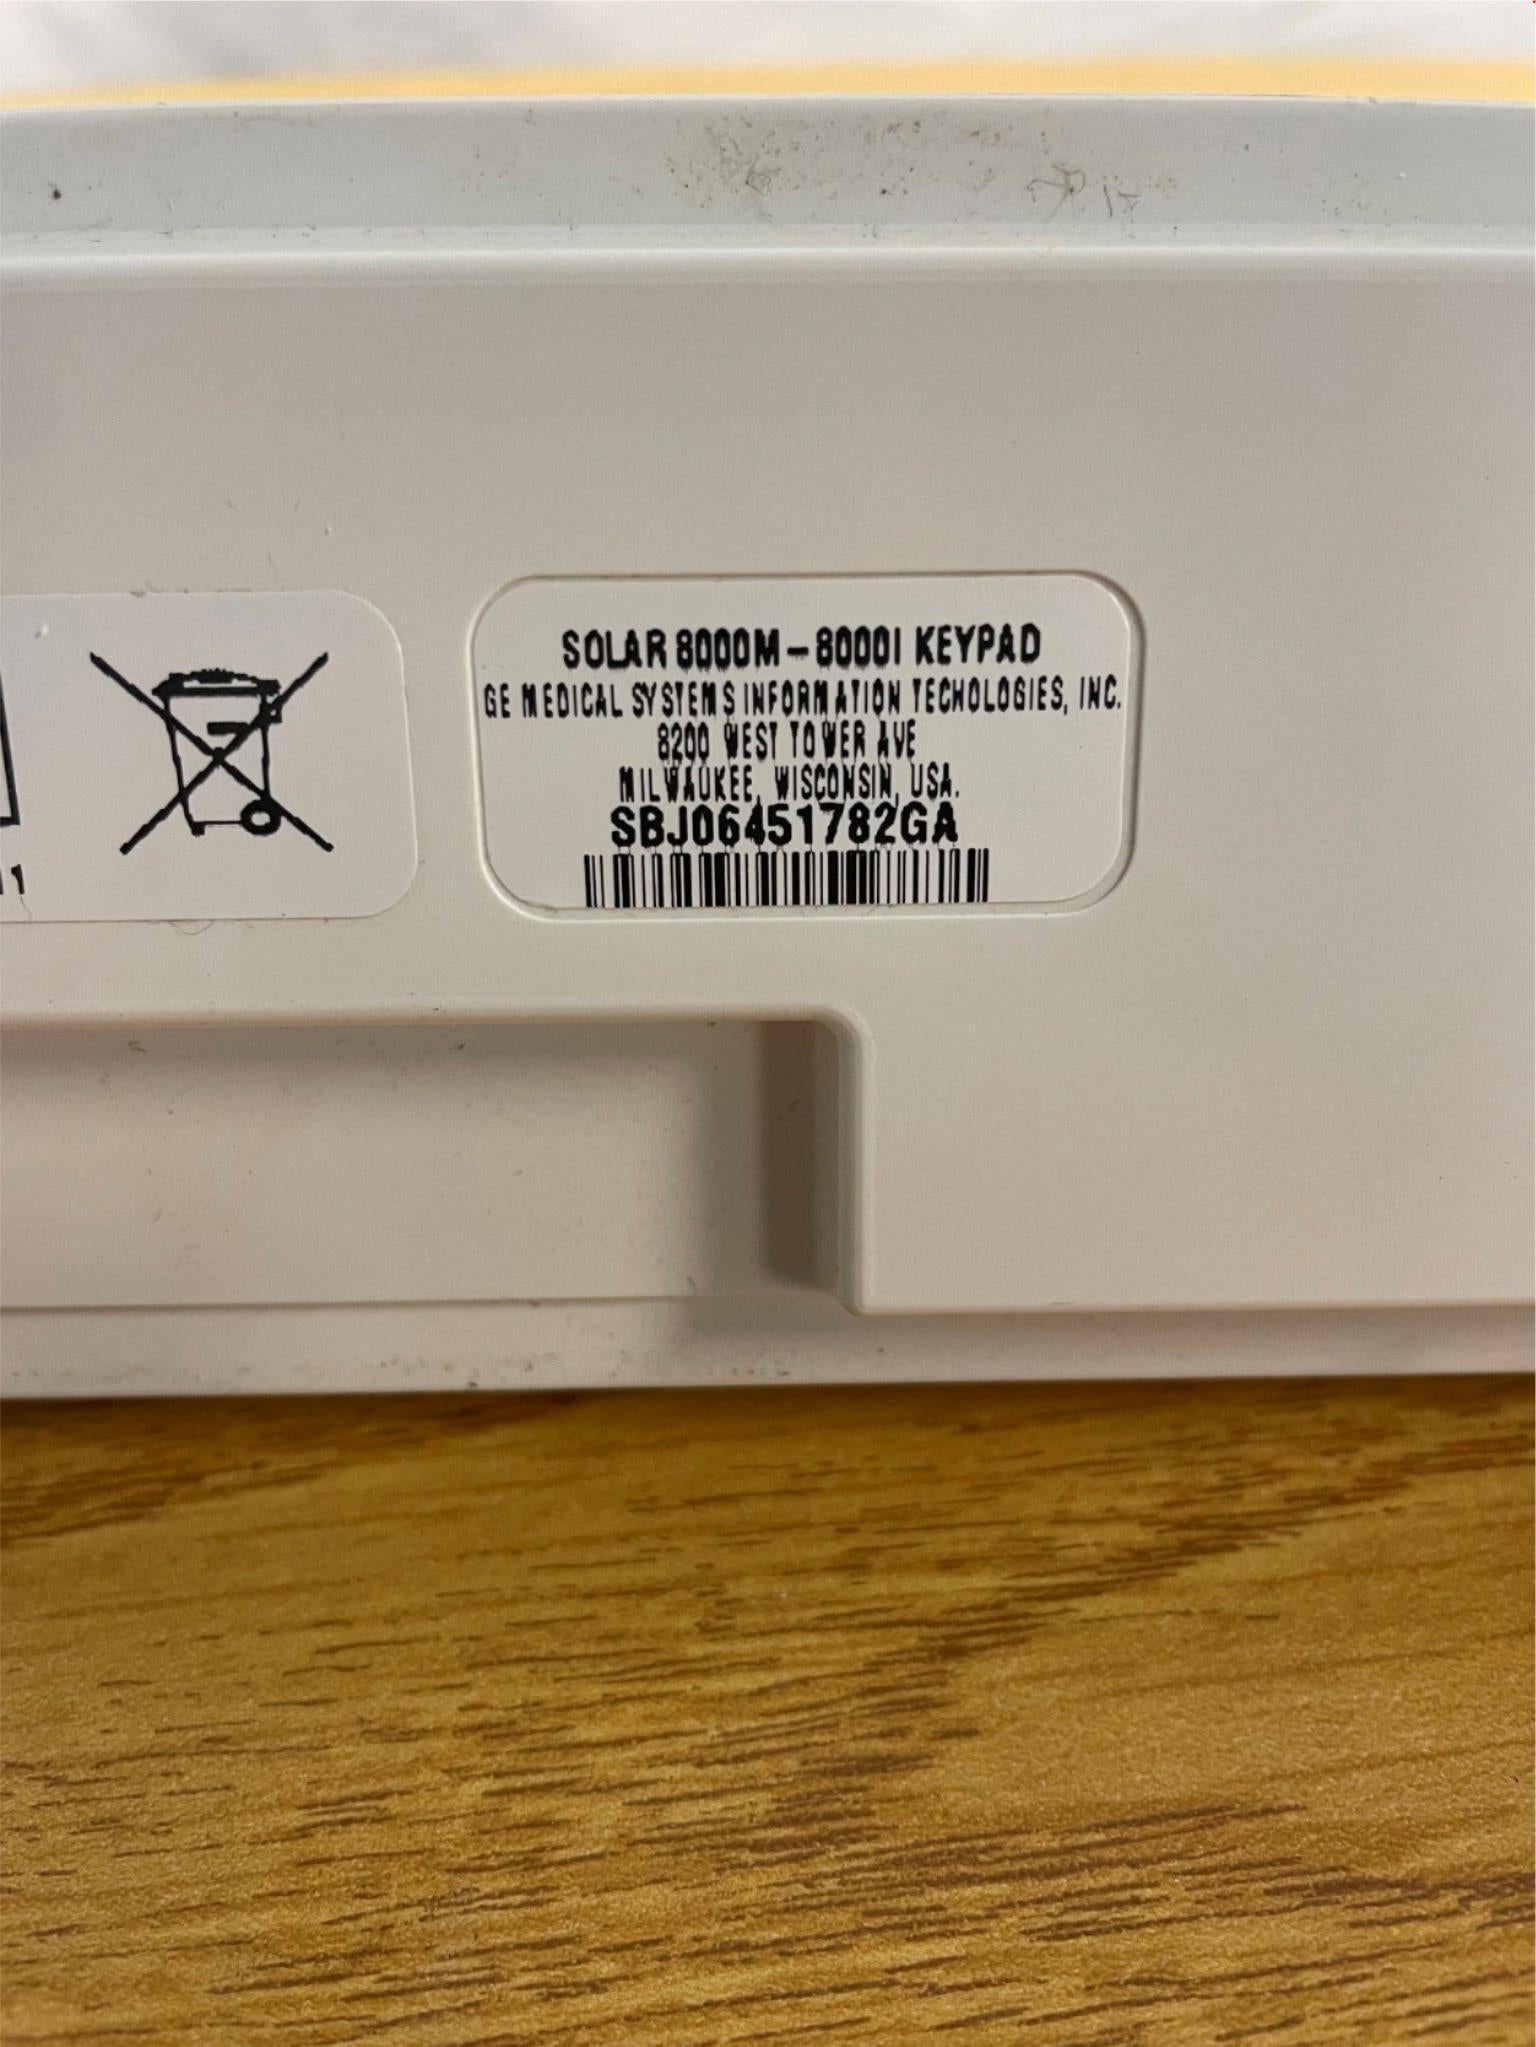 SOLAR 8000M-8000I KEYPAD
GE MEDICAL SYSTEMS INFORMATION TECHOLOGIES, INC.
8200 WEST TOWER AVE
MILWAUKEE, WISCONSIN, USA.
SBJ06451782GA